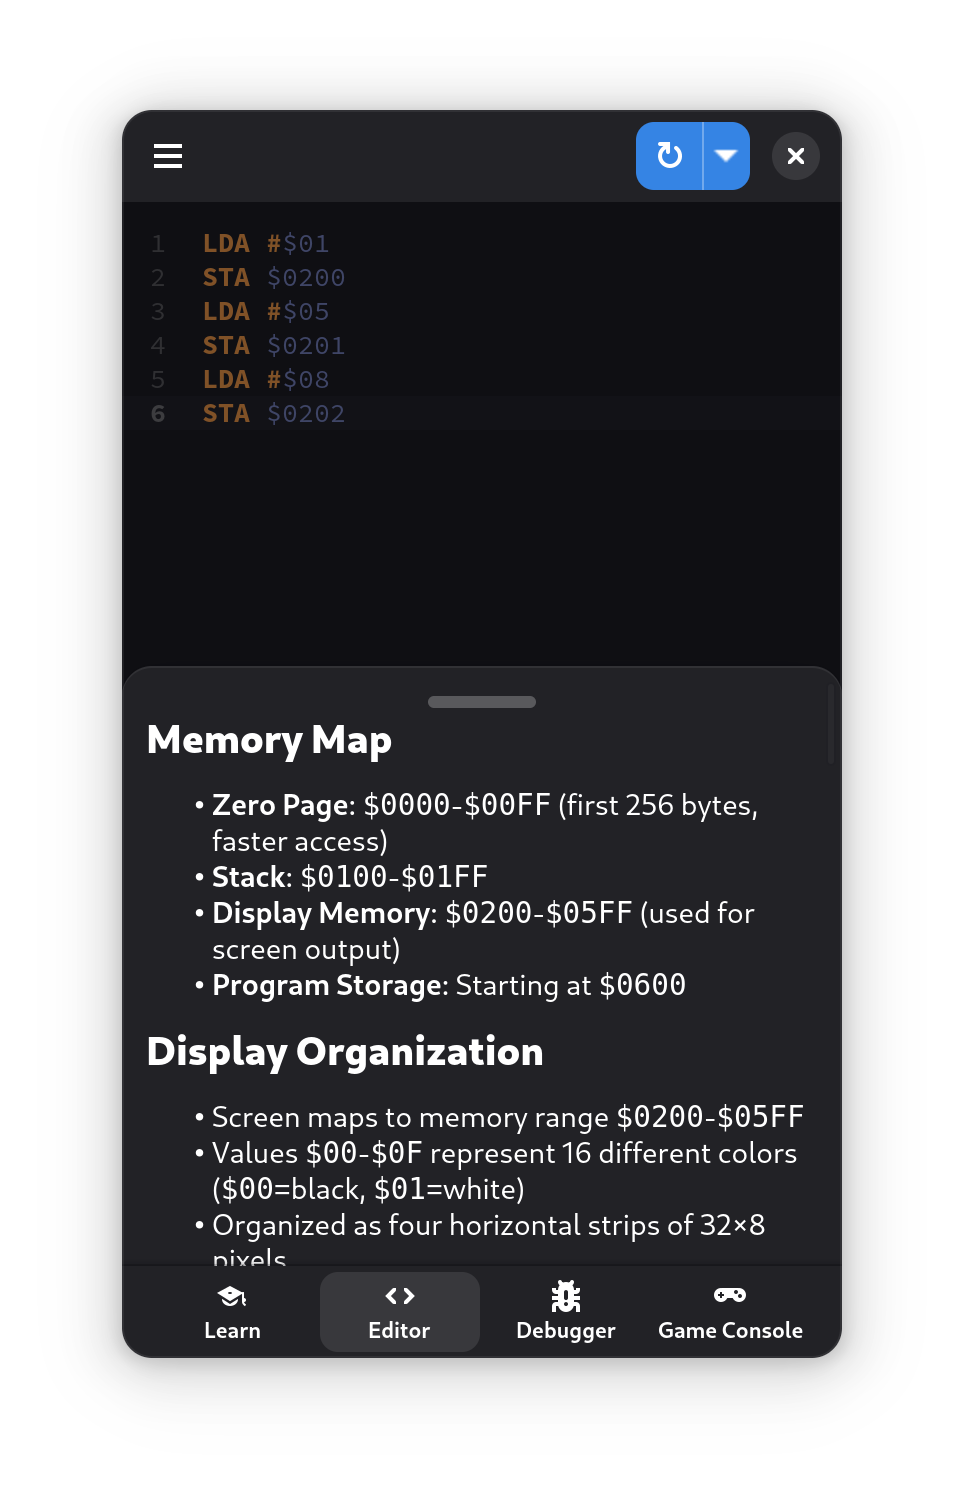 1 LDA #$01
2 STA $0200
3 LDA #$05
4 STA $0201
5 LDA #$08
6 STA $0202
Memory Map
• Zero Page: $0000-$00FF (first 256 bytes,
faster access)
• Stack: $0100-$01FF
• Display Memory: $0200-$05FF (used for
screen output)
• Program Storage: Starting at $0600
Display Organization
• Screen maps to memory range $0200-$05FF
• Values $00-$0F represent 16 different colors
($00=black, $01=white)
• Organized as four horizontal strips of 32×8
pixels
Learn Editor Debugger Game Console